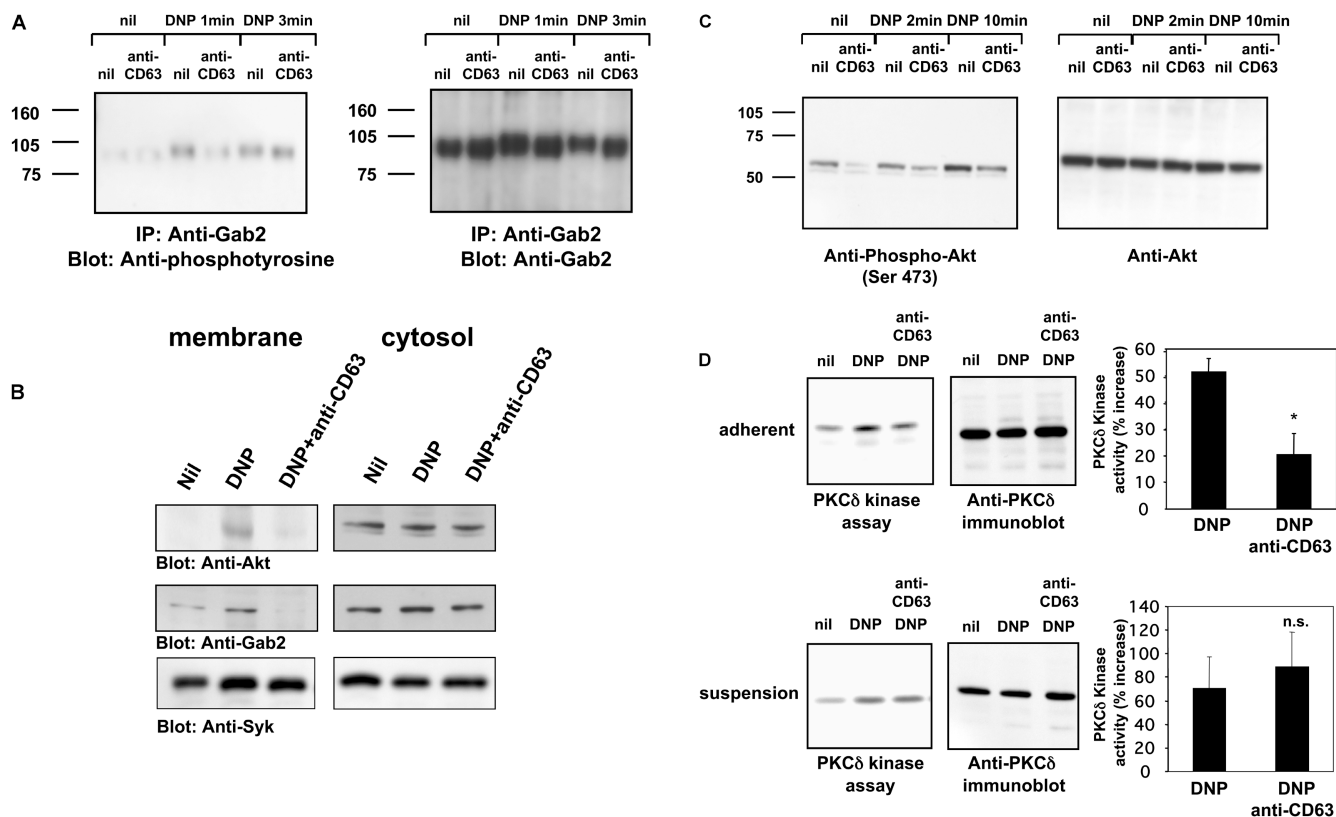 A
nil DNP 1min DNP 3min
anti- anti- anti-
nil CD63 nil CD63 nil CD63
160
105
75
IP: Anti-Gab2
Blot: Anti-phosphotyrosine
nil DNP 1min DNP 3min
anti- anti- anti-
nil CD63 nil CD63 nil CD63
160
105
75
IP: Anti-Gab2
Blot: Anti-Gab2
B
membrane cytosol
Nil DNP DNP+anti-CD63 Nil DNP DNP+anti-CD63
Blot: Anti-Akt
Blot: Anti-Gab2
Blot: Anti-Syk
C
nil DNP 2min DNP 10min
anti- anti- anti-
nil CD63 nil CD63 nil CD63
105
75
50
Anti-Phospho-Akt
(Ser 473)
nil DNP 2min DNP 10min
anti- anti- anti-
nil CD63 nil CD63 nil CD63
Anti-Akt
D
anti-
CD63
nil DNP DNP
adherent
PKCδ kinase
assay
anti-
CD63
nil DNP DNP
Anti-PKCδ
immunoblot
PKCδ Kinase
activity (% increase)
60
50
40
30
20
10
0
*
DNP DNP
anti-CD63
anti-
CD63
nil DNP DNP
suspension
PKCδ kinase
assay
anti-
CD63
nil DNP DNP
Anti-PKCδ
immunoblot
PKCδ Kinase
activity (% increase)
140
120
100
80
60
40
20
0
n.s.
DNP DNP
anti-CD63